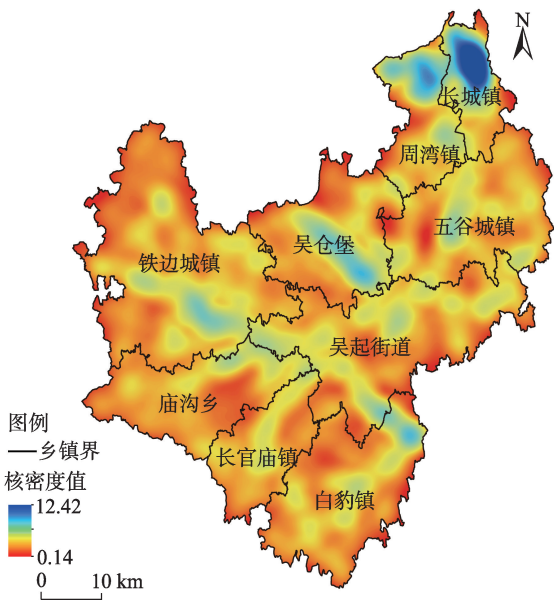 N
长城镇
周湾镇
五谷城镇
吴仓堡
铁边城镇
吴起街道
庙沟乡
长官庙镇
白豹镇
图例
乡镇界
核密度值
12.42
0.14
0 10 km